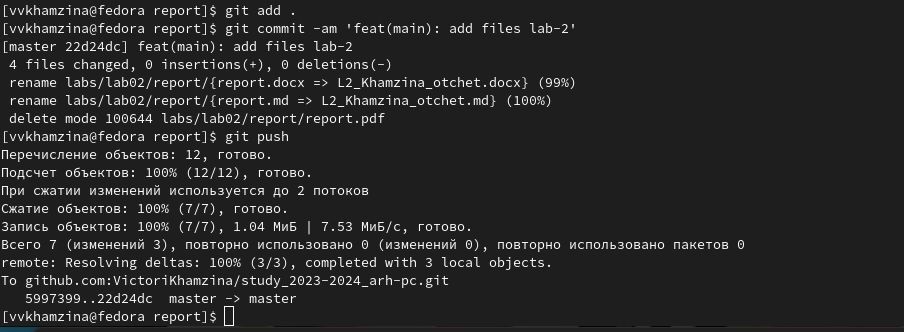 [vvkhamzina@fedora report]$ git add .
[vvkhamzina@fedora report]$ git commit -am 'feat(main): add files lab-2'
[master 22d24dc] feat(main): add files lab-2
 4 files changed, 0 insertions(+), 0 deletions(-)
 rename labs/lab02/report/{report.docx => L2_Khamzina_otchet.docx} (99%)
 rename labs/lab02/report/{report.md => L2_Khamzina_otchet.md} (100%)
 delete mode 100644 labs/lab02/report/report.pdf
[vvkhamzina@fedora report]$ git push
Перечисление объектов: 12, готово.
Подсчет объектов: 100% (12/12), готово.
При сжатии изменений используется до 2 потоков
Сжатие объектов: 100% (7/7), готово.
Запись объектов: 100% (7/7), 1.04 МиБ | 7.53 МиБ/с, готово.
Всего 7 (изменений 3), повторно использовано 0 (изменений 0), повторно использовано пакетов 0
remote: Resolving deltas: 100% (3/3), completed with 3 local objects.
To github.com:VictoriKhamzina/study_2023-2024_arh-pc.git
   5997399..22d24dc  master -> master
[vvkhamzina@fedora report]$